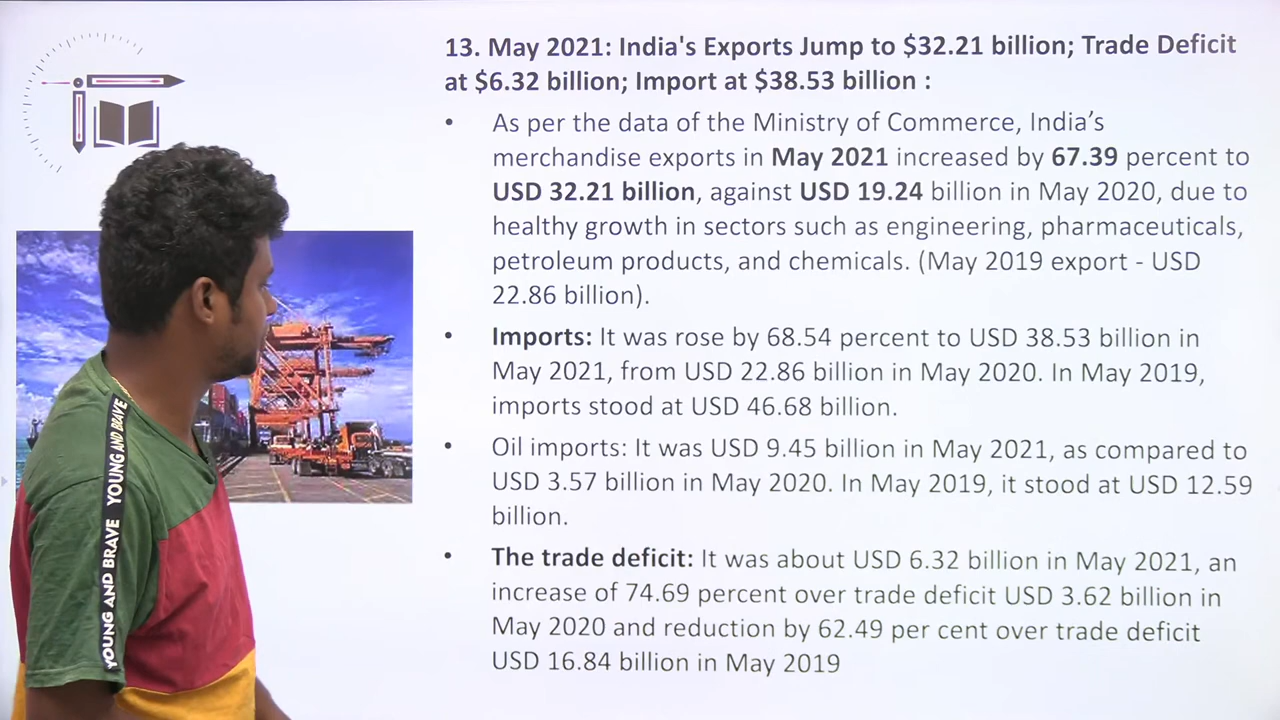 13. May 2021: India's Exports Jump to $32.21 billion; Trade Deficit
at $6.32 billion; Import at $38.53 billion :
• As per the data of the Ministry of Commerce, India’s
merchandise exports in May 2021 increased by 67.39 percent to
USD 32.21 billion, against USD 19.24 billion in May 2020, due to
healthy growth in sectors such as engineering, pharmaceuticals,
petroleum products, and chemicals. (May 2019 export - USD
22.86 billion).
• Imports: It was rose by 68.54 percent to USD 38.53 billion in
May 2021, from USD 22.86 billion in May 2020. In May 2019,
imports stood at USD 46.68 billion.
• Oil imports: It was USD 9.45 billion in May 2021, as compared to
USD 3.57 billion in May 2020. In May 2019, it stood at USD 12.59
billion.
• The trade deficit: It was about USD 6.32 billion in May 2021, an
increase of 74.69 percent over trade deficit USD 3.62 billion in
May 2020 and reduction by 62.49 per cent over trade deficit
USD 16.84 billion in May 2019
YOUNG AND BRAVE YOUNG AND BRAVE